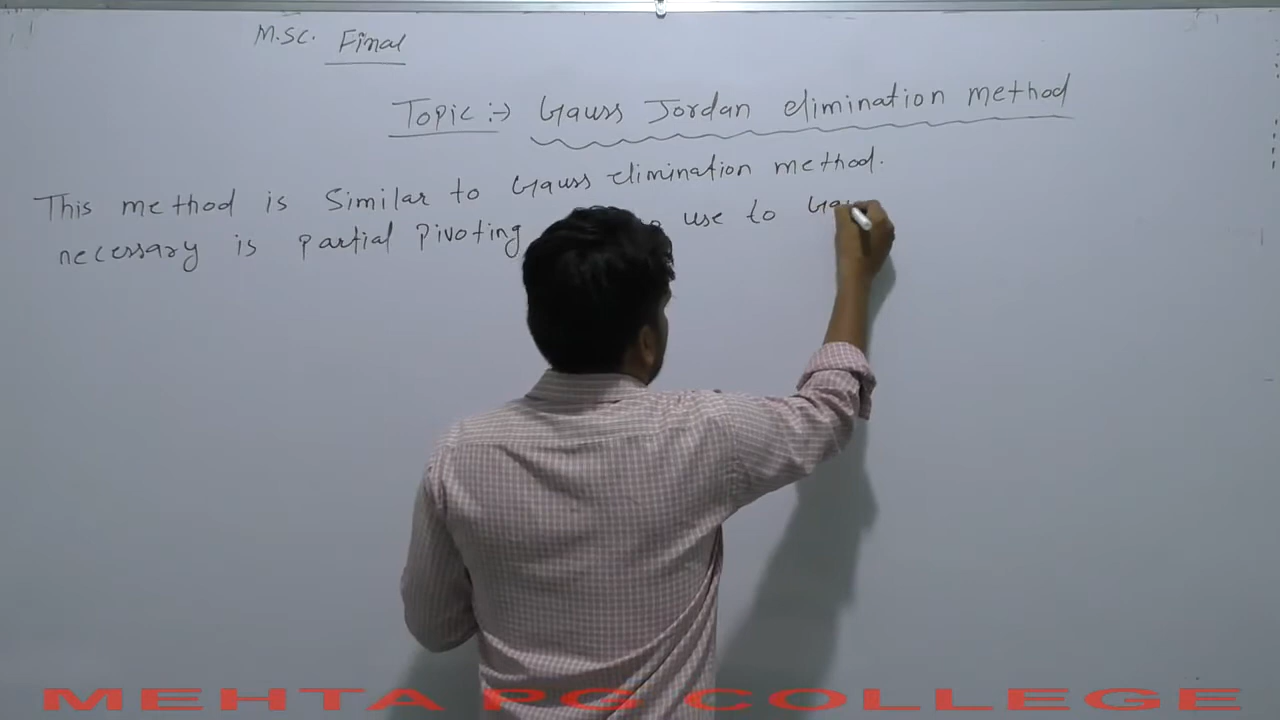 M.SC. Final
Topic :-> Gauss Jordan elimination method
This method is Similar to Gauss elimination method.
necessary is partial pivoting use to Gau
MEHTA PG COLLEGE